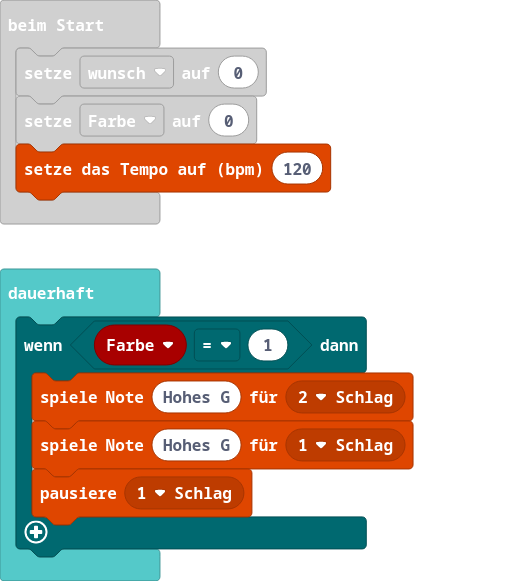 beim Start
setze wunsch auf 0
setze Farbe auf 0
setze das Tempo auf (bpm) 120
dauerhaft
wenn Farbe = 1 dann
spiele Note Hohes G für 2 Schlag
spiele Note Hohes G für 1 Schlag
pausiere 1 Schlag